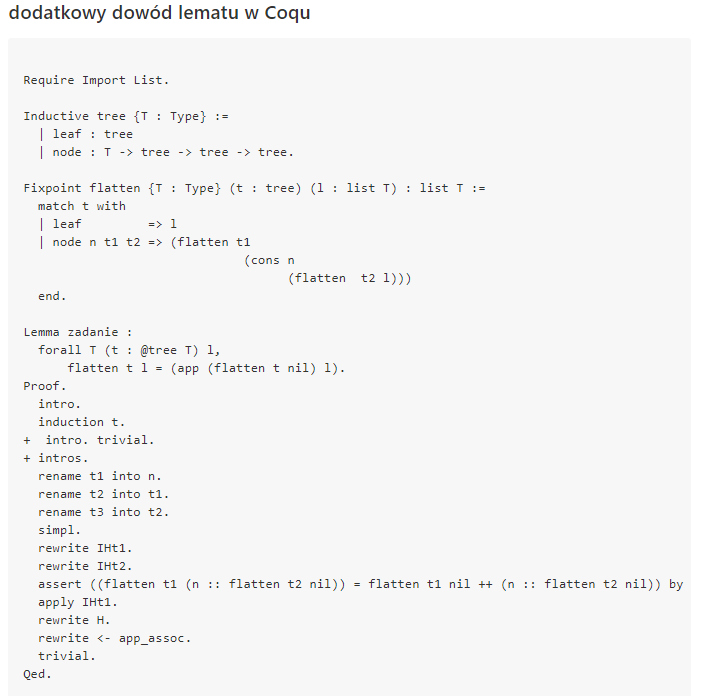 dodatkowy dowód lematu w Coqu
Require Import List.
Inductive tree {T : Type} :=
  | leaf : tree
  | node : T -> tree -> tree -> tree.
Fixpoint flatten {T : Type} (t : tree) (l : list T) : list T :=
  match t with
  | leaf         => l
  | node n t1 t2 => (flatten t1
                              (cons n
                                    (flatten  t2 l)))
  end.
Lemma zadanie :
  forall T (t : @tree T) l,
      flatten t l = (app (flatten t nil) l).
Proof.
  intro.
  induction t.
+  intro. trivial.
+ intros.
  rename t1 into n.
  rename t2 into t1.
  rename t3 into t2.
  simpl.
  rewrite IHt1.
  rewrite IHt2.
  assert ((flatten t1 (n :: flatten t2 nil)) = flatten t1 nil ++ (n :: flatten t2 nil)) by
  apply IHt1.
  rewrite H.
  rewrite <- app_assoc.
  trivial.
Qed.